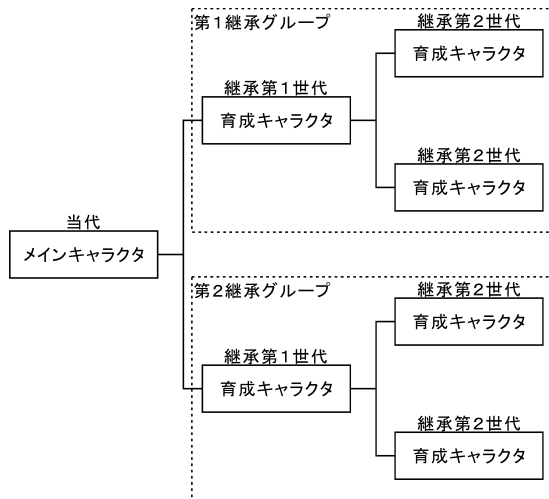 第１継承グループ
継承第２世代
育成キャラクタ
継承第１世代
育成キャラクタ
継承第２世代
育成キャラクタ
当代
メインキャラクタ
第２継承グループ
継承第２世代
育成キャラクタ
継承第１世代
育成キャラクタ
継承第２世代
育成キャラクタ